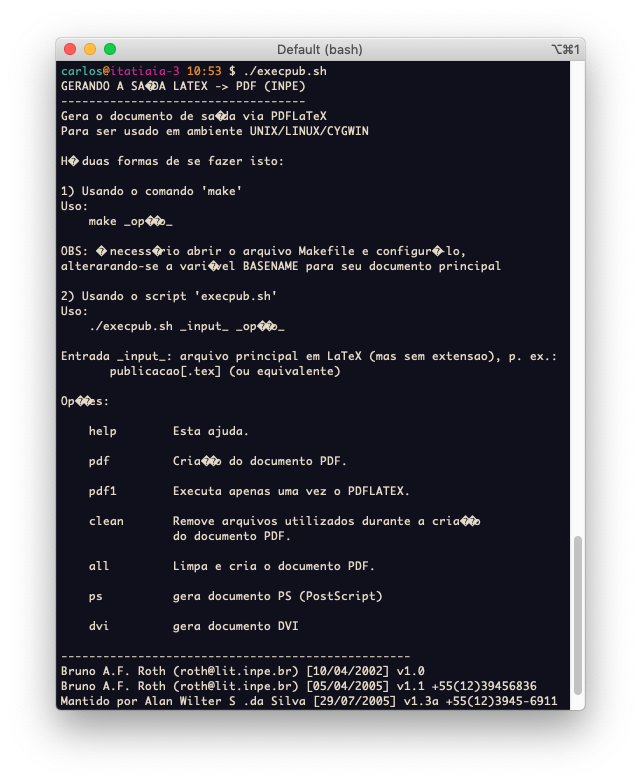 Default (bash)
⌥⌘1
carlos@itatiaia-3 10:53 $ ./execpub.sh
GERANDO A SA�DA LATEX -> PDF (INPE)
-----------------------------------
Gera o documento de sa�da via PDFLaTeX
Para ser usado em ambiente UNIX/LINUX/CYGWIN
H� duas formas de se fazer isto:
1) Usando o comando 'make'
Uso:
make _op��o_
OBS: � necess�rio abrir o arquivo Makefile e configur�-lo,
alterarando-se a vari�vel BASENAME para seu documento principal
2) Usando o script 'execpub.sh'
Uso:
./execpub.sh _input_ _op��o_
Entrada _input_: arquivo principal em LaTeX (mas sem extensao), p. ex.:
publicacao[.tex] (ou equivalente)
Op��es:
help Esta ajuda.
pdf Cria��o do documento PDF.
pdf1 Executa apenas uma vez o PDFLATEX.
clean Remove arquivos utilizados durante a cria��o
do documento PDF.
all Limpa e cria o documento PDF.
ps gera documento PS (PostScript)
dvi gera documento DVI
--------------------------------------------------
Bruno A.F. Roth (roth@lit.inpe.br) [10/04/2002] v1.0
Bruno A.F. Roth (roth@lit.inpe.br) [05/04/2005] v1.1 +55(12)39456836
Mantido por Alan Wilter S .da Silva [29/07/2005] v1.3a +55(12)3945-6911